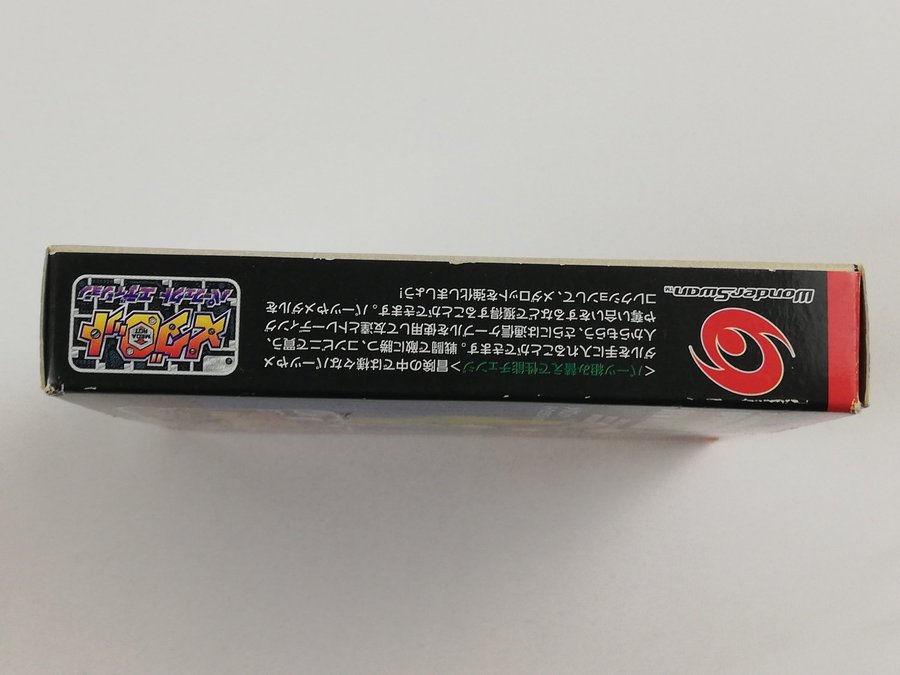 WonderSwan™
<パーツ組み替えて性能チェンジ>冒険の中では様々なパーツやメ
ダルを手に入れることができます。戦闘で敵に勝つ、コンビニで買う、
人からもらう、さらには通信ケーブルを使用して友達とトレーディング
や奪い合いをするなどして獲得することができます。パーツやメダルを
コレクションして、メダロットを強化しましょう！
メダロット
MEDA
ROT
パーフェクト エディション